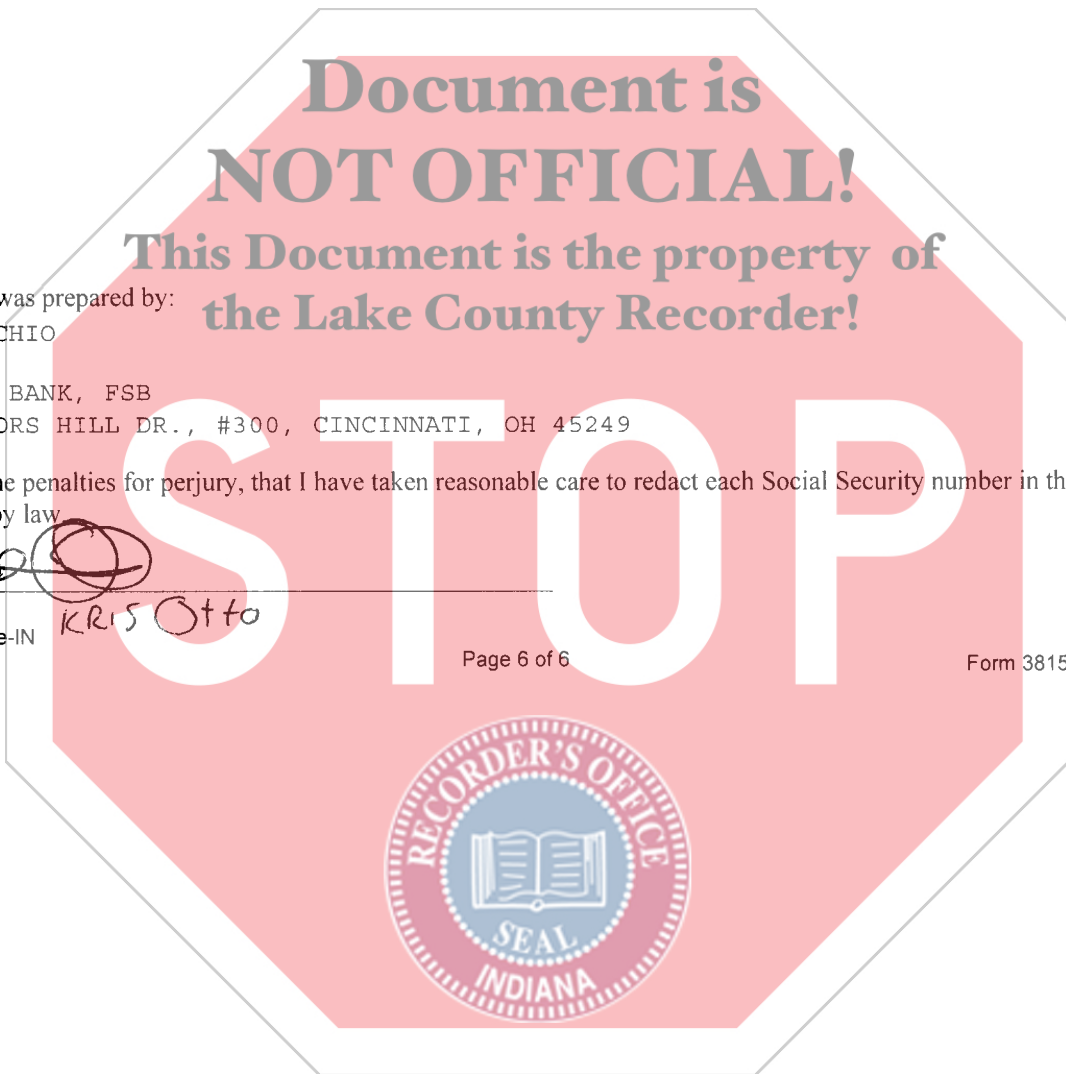 Document is
NOT OFFICIAL!
This Document is the property of
the Lake County Recorder!
was prepared by:
CHIO
BANK, FSB
ORS HILL DR., #300, CINCINNATI, OH 45249
e penalties for perjury, that I have taken reasonable care to redact each Social Security number in th
y law
KRIS Otto
e-IN
Page 6 of 6
Form 3815
STOP
RECORDER'S OFFICE
SEAL
INDIANA